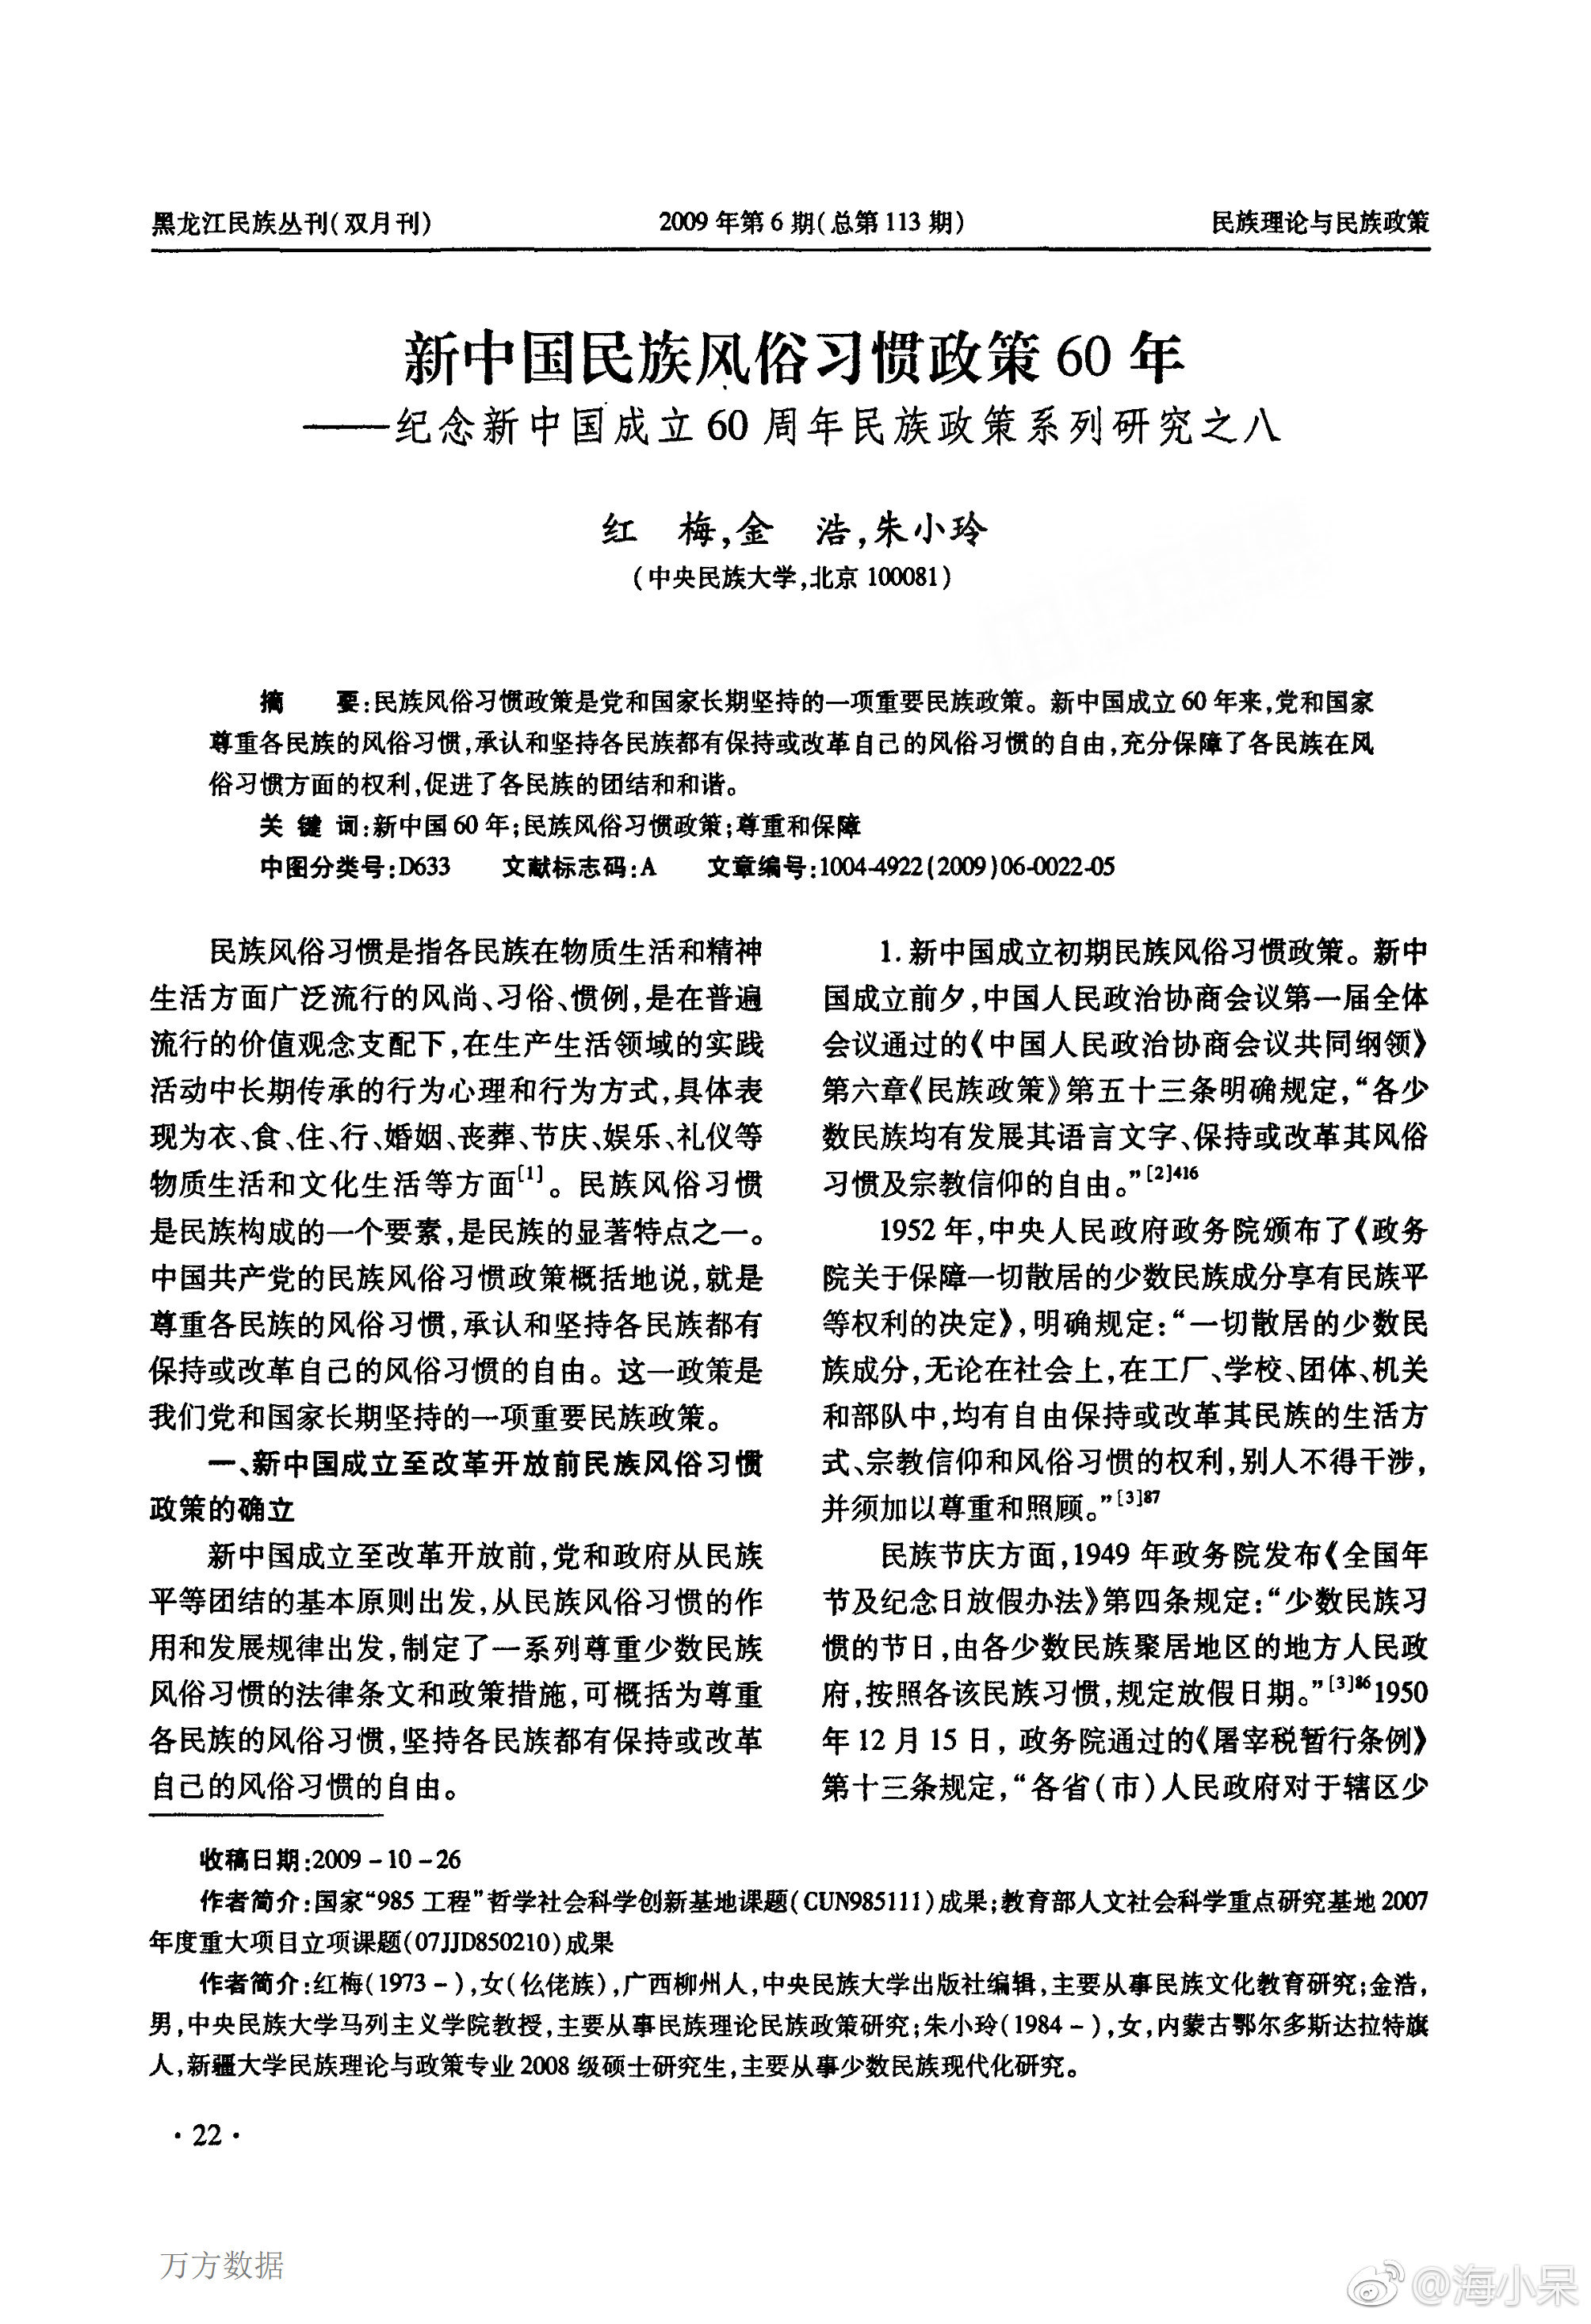 黑龙江民族丛刊(双月刊) 2009 年第 6 期(总第 113 期) 民族理论与民族政策
新中国民族风俗习惯政策 60 年
——纪念新中国成立 60 周年民族政策系列研究之八
红 梅,金 浩,朱小玲
(中央民族大学,北京 100081)
摘 要:民族风俗习惯政策是党和国家长期坚持的一项重要民族政策。新中国成立 60 年来,党和国家
尊重各民族的风俗习惯,承认和坚持各民族都有保持或改革自己的风俗习惯的自由,充分保障了各民族在风
俗习惯方面的权利,促进了各民族的团结和和谐。
关 键 词:新中国 60 年;民族风俗习惯政策;尊重和保障
中图分类号:D633 文献标志码:A 文章编号:1004-4922(2009)06-0022-05
民族风俗习惯是指各民族在物质生活和精神
生活方面广泛流行的风尚、习俗、惯例,是在普遍
流行的价值观念支配下,在生产生活领域的实践
活动中长期传承的行为心理和行为方式,具体表
现为衣、食、住、行、婚姻、丧葬、节庆、娱乐、礼仪等
物质生活和文化生活等方面[1]。民族风俗习惯
是民族构成的一个要素,是民族的显著特点之一。
中国共产党的民族风俗习惯政策概括地说,就是
尊重各民族的风俗习惯,承认和坚持各民族都有
保持或改革自己的风俗习惯的自由。这一政策是
我们党和国家长期坚持的一项重要民族政策。
一、新中国成立至改革开放前民族风俗习惯
政策的确立
新中国成立至改革开放前,党和政府从民族
平等团结的基本原则出发,从民族风俗习惯的作
用和发展规律出发,制定了一系列尊重少数民族
风俗习惯的法律条文和政策措施,可概括为尊重
各民族的风俗习惯,坚持各民族都有保持或改革
自己的风俗习惯的自由。
1. 新中国成立初期民族风俗习惯政策。新中
国成立前夕,中国人民政治协商会议第一届全体
会议通过的《中国人民政治协商会议共同纲领》
第六章《民族政策》第五十三条明确规定,“各少
数民族均有发展其语言文字、保持或改革其风俗
习惯及宗教信仰的自由。”[2]416
1952 年,中央人民政府政务院颁布了《政务
院关于保障一切散居的少数民族成分享有民族平
等权利的决定》,明确规定:“一切散居的少数民
族成分,无论在社会上,在工厂、学校、团体、机关
和部队中,均有自由保持或改革其民族的生活方
式、宗教信仰和风俗习惯的权利,别人不得干涉,
并须加以尊重和照顾。”[3]87
民族节庆方面,1949 年政务院发布《全国年
节及纪念日放假办法》第四条规定:“少数民族习
惯的节日,由各少数民族聚居地区的地方人民政
府,按照各该民族习惯,规定放假日期。”[3]86 1950
年 12 月 15 日, 政务院通过的《屠宰税暂行条例》
第十三条规定,“各省(市)人民政府对于辖区少
收稿日期:2009 - 10 - 26
作者简介:国家“985 工程”哲学社会科学创新基地课题(CUN985111)成果;教育部人文社会科学重点研究基地 2007
年度重大项目立项课题(07JJD850210)成果
作者简介:红梅(1973 - ),女(仫佬族),广西柳州人,中央民族大学出版社编辑,主要从事民族文化教育研究;金浩,
男,中央民族大学马列主义学院教授,主要从事民族理论民族政策研究;朱小玲(1984 - ),女,内蒙古鄂尔多斯达拉特旗
人,新疆大学民族理论与政策专业 2008 级硕士研究生,主要从事少数民族现代化研究。
· 22 ·
万方数据
@海小呆